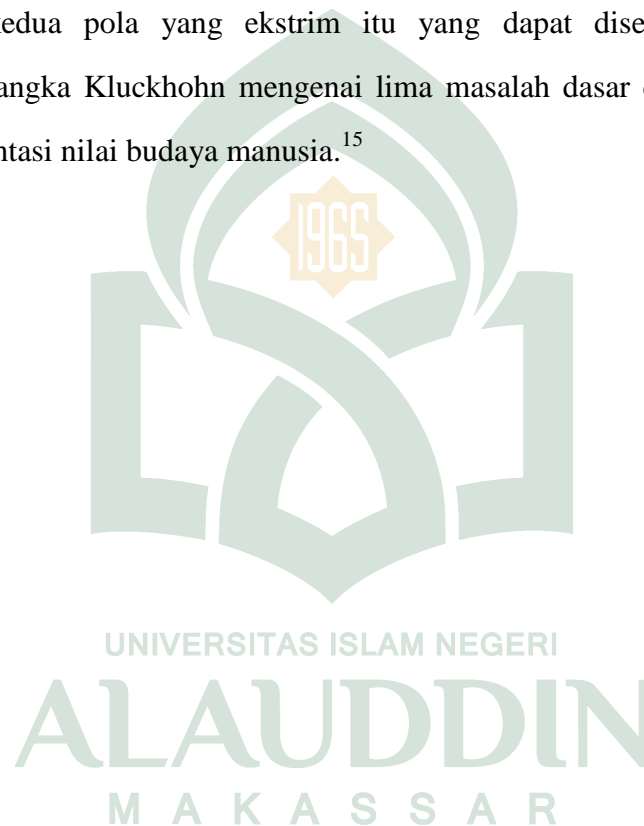 kedua pola yang ekstrim itu yang dapat
angka Kluckhohn mengenai lima masalah dasar
ntasi nilai budaya manusia.15
1965
UNIVERSITAS ISLAM NEGERI
ALAUDDIN
M A K A S S A R